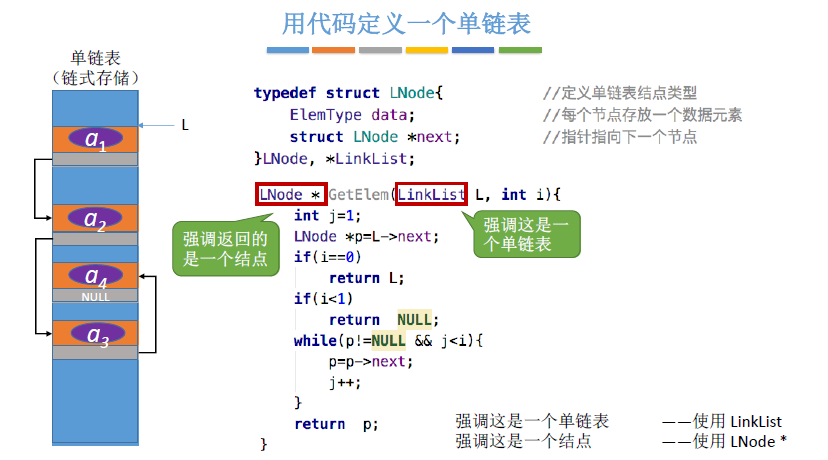 用代码定义一个单链表
单链表
（链式存储）
L
a1
a2
a4
NULL
a3
typedef struct LNode{ //定义单链表结点类型
ElemType data; //每个节点存放一个数据元素
struct LNode *next; //指针指向下一个节点
}LNode, *LinkList;
LNode * GetElem(LinkList L, int i){
int j=1;
LNode *p=L->next;
if(i==0)
return L;
if(i<1)
return NULL;
while(p!=NULL && j<i){
p=p->next;
j++;
}
return p;
}
强调返回的
是一个结点
强调这是一
个单链表
强调这是一个单链表 ——使用 LinkList
强调这是一个结点 ——使用 LNode *